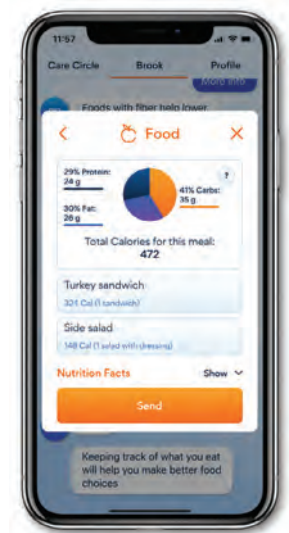 11:57
Care Circle Brook Profile
More info
Foods with fiber help lower
Food
29% Protein:
24 g
?
41% Carbs:
35 g
30% Fat:
26 g
Total Calories for this meal:
472
Turkey sandwich
Cal (1 sandwich)
Side salad
148 Cal (1 salad with dressing)
Nutrition Facts Show
Send
Keeping track of what you eat
will help you make better food
choices